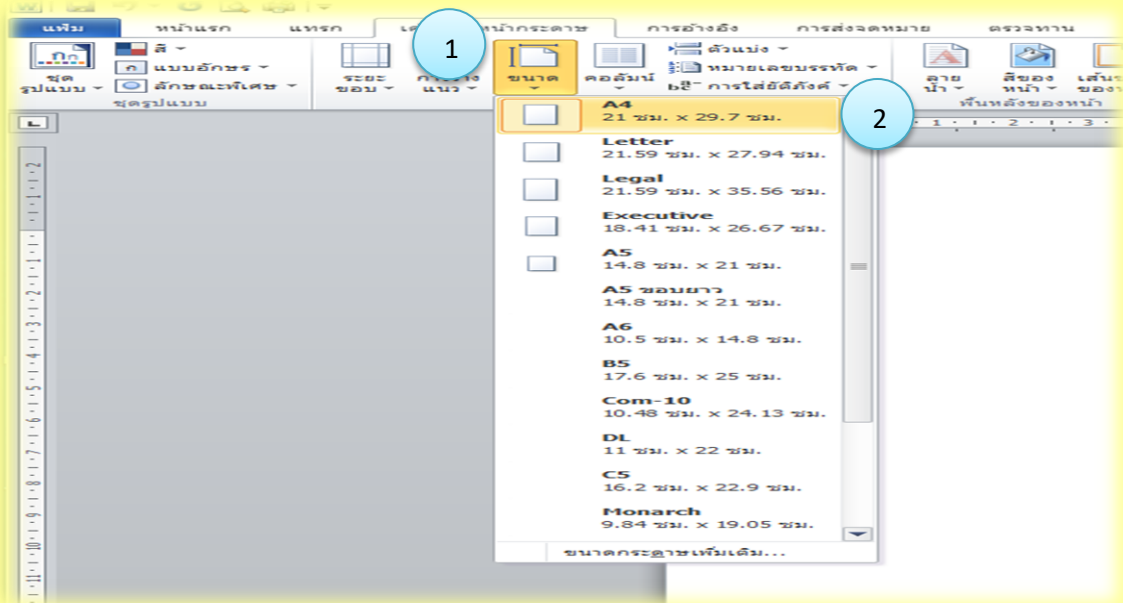 แฟ้ม หน้าแรก แทรก หน้ากระดาษ การอ้างอิง การส่งจดหมาย ตรวจทาน
1
สี
แบบอักษร
ลักษณะพิเศษ
ชุด
รูปแบบ
ชุดรูปแบบ
ระยะ
ขอบ
แนว
ขนาด
คอลัมน์
ตัวแบ่ง
หมายเลขบรรทัด
การใส่ยัติภังค์
ลาย
น้ำ
สีของ
หน้า
พื้นหลังของหน้า
2
A4
21 ซม. x 29.7 ซม.
Letter
21.59 ซม. x 27.94 ซม.
Legal
21.59 ซม. x 35.56 ซม.
Executive
18.41 ซม. x 26.67 ซม.
A5
14.8 ซม. x 21 ซม.
A5 ขอบยาว
14.8 ซม. x 21 ซม.
A6
10.5 ซม. x 14.8 ซม.
B5
17.6 ซม. x 25 ซม.
Com-10
10.48 ซม. x 24.13 ซม.
DL
11 ซม. x 22 ซม.
C5
16.2 ซม. x 22.9 ซม.
Monarch
9.84 ซม. x 19.05 ซม.
ขนาดกระดาษเพิ่มเติม...